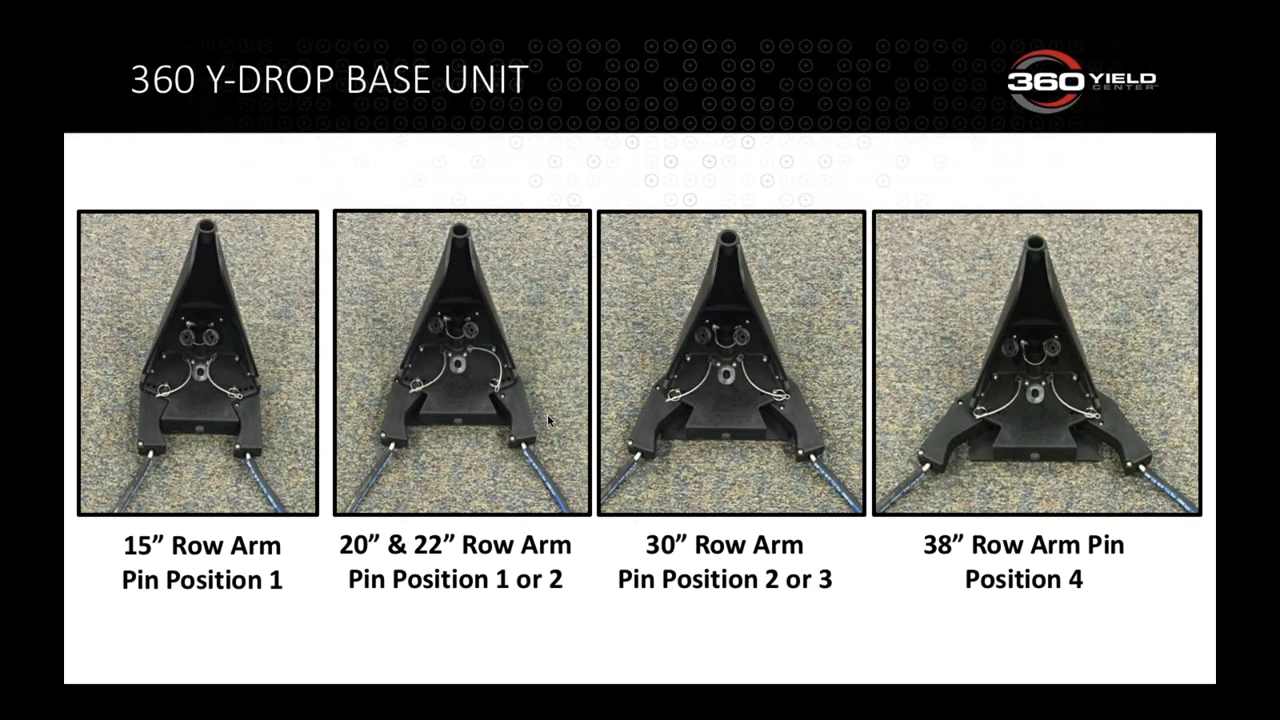 360 Y-DROP BASE UNIT
360 YIELD
CENTER
15” Row Arm
Pin Position 1
20” & 22” Row Arm
Pin Position 1 or 2
30” Row Arm
Pin Position 2 or 3
38” Row Arm Pin
Position 4